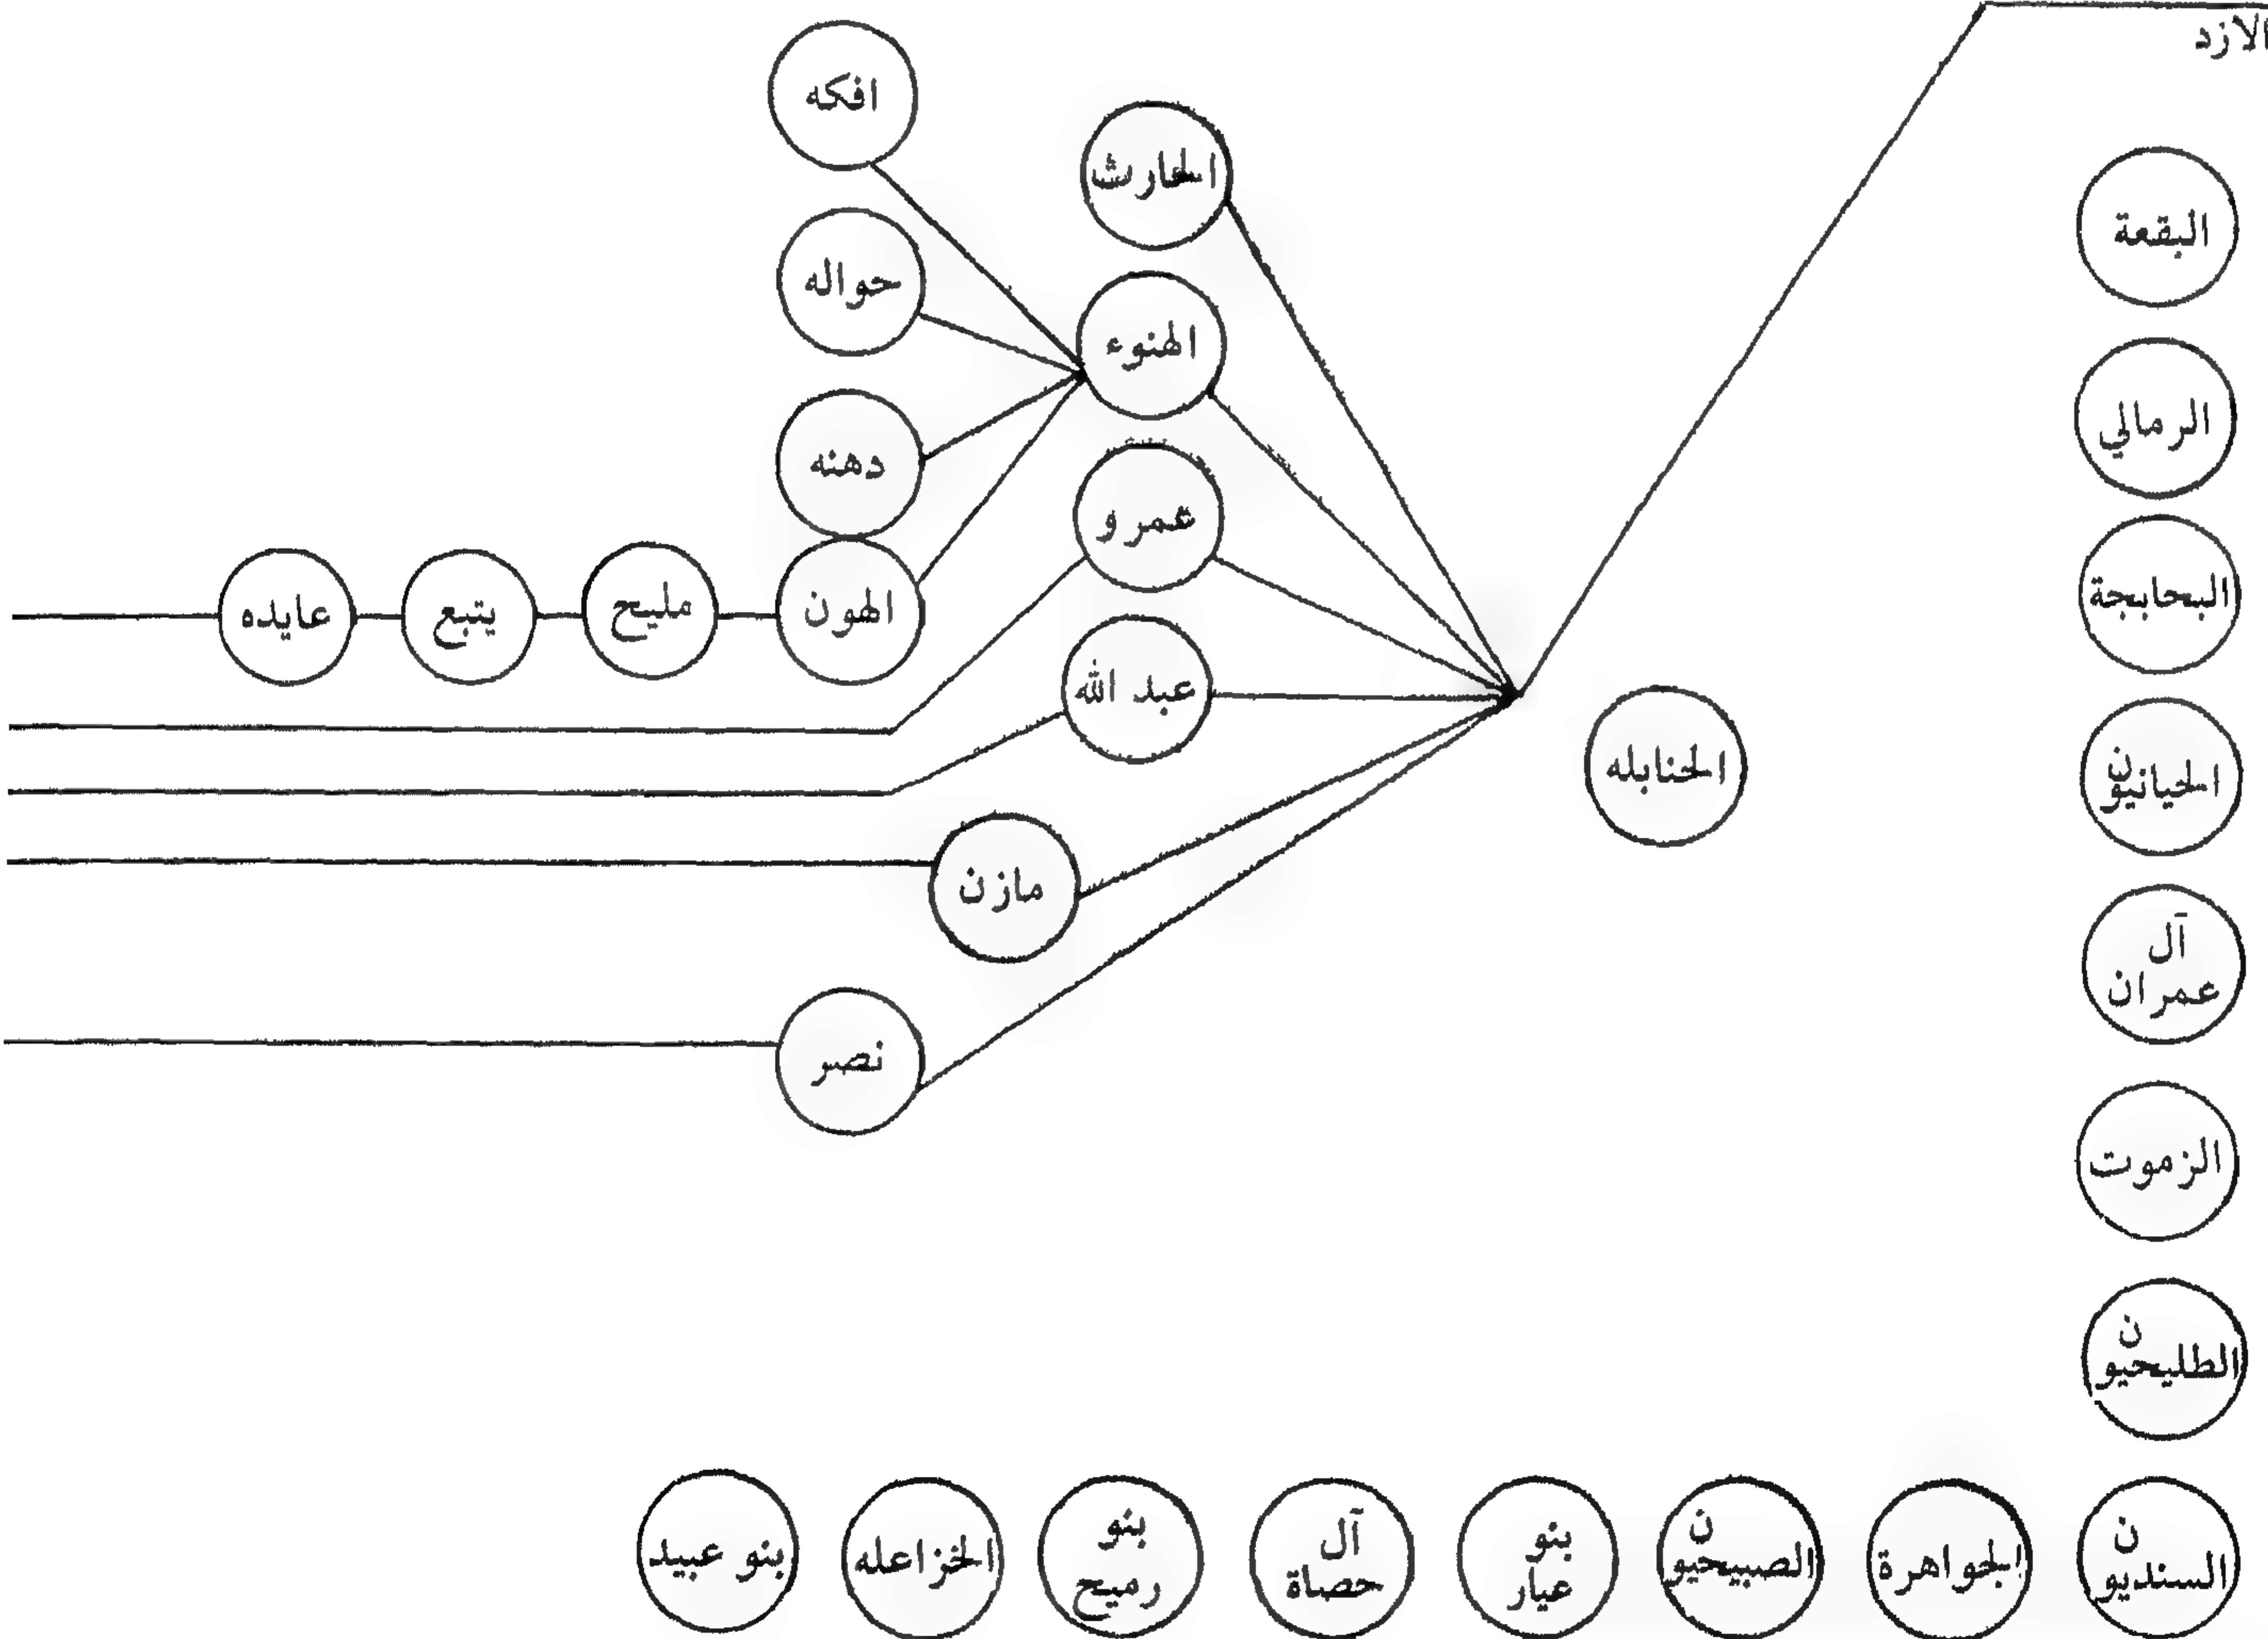 الازد
افكه
الحارث
البقعة
حواله
الهنوء
الرمالي
دهنه
عمرو
البحابجة
عايده
يتبع
مليح
الهون
عبد الله
الحنابله
الحيانيون
مازن
آل
عمران
نصر
الزموت
الطليحيون
السنديون
الجواهرة
الصبيحيون
بنو
عيار
آل
حصاة
بنو
رميح
الخزاعله
بنو عبيد